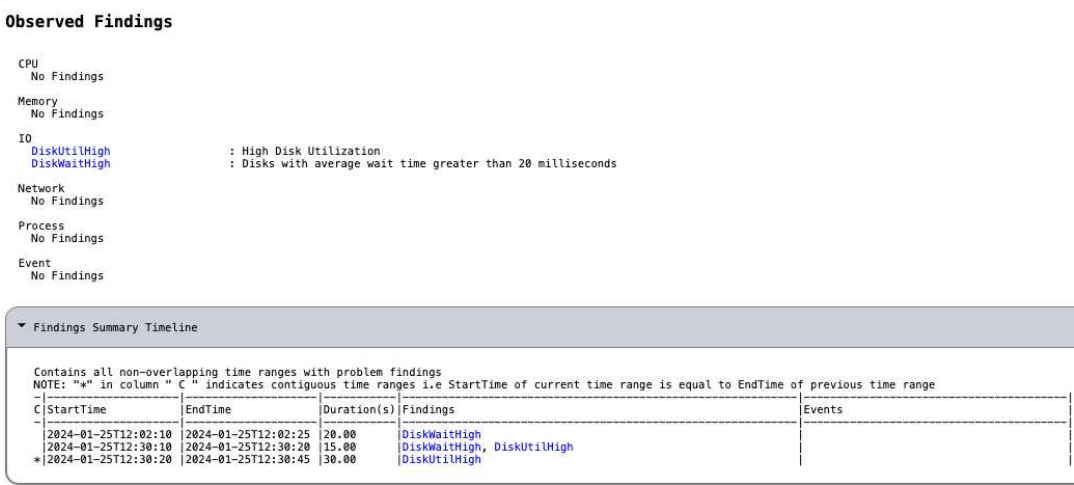 Observed Findings
CPU
No Findings
Memory
No Findings
IO
DiskUtilHigh : High Disk Utilization
DiskWaitHigh : Disks with average wait time greater than 20 milliseconds
Network
No Findings
Process
No Findings
Event
No Findings
Findings Summary Timeline
Contains all non-overlapping time ranges with problem findings
NOTE: "*" in column " C " indicates contiguous time ranges i.e StartTime of current time range is equal to EndTime of previous time range
C|StartTime |EndTime |Duration(s)|Findings |Events |
|2024-01-25T12:02:10 |2024-01-25T12:02:25 |20.00 |DiskWaitHigh | |
|2024-01-25T12:30:10 |2024-01-25T12:30:20 |15.00 |DiskWaitHigh, DiskUtilHigh | |
*|2024-01-25T12:30:20 |2024-01-25T12:30:45 |30.00 |DiskUtilHigh | |